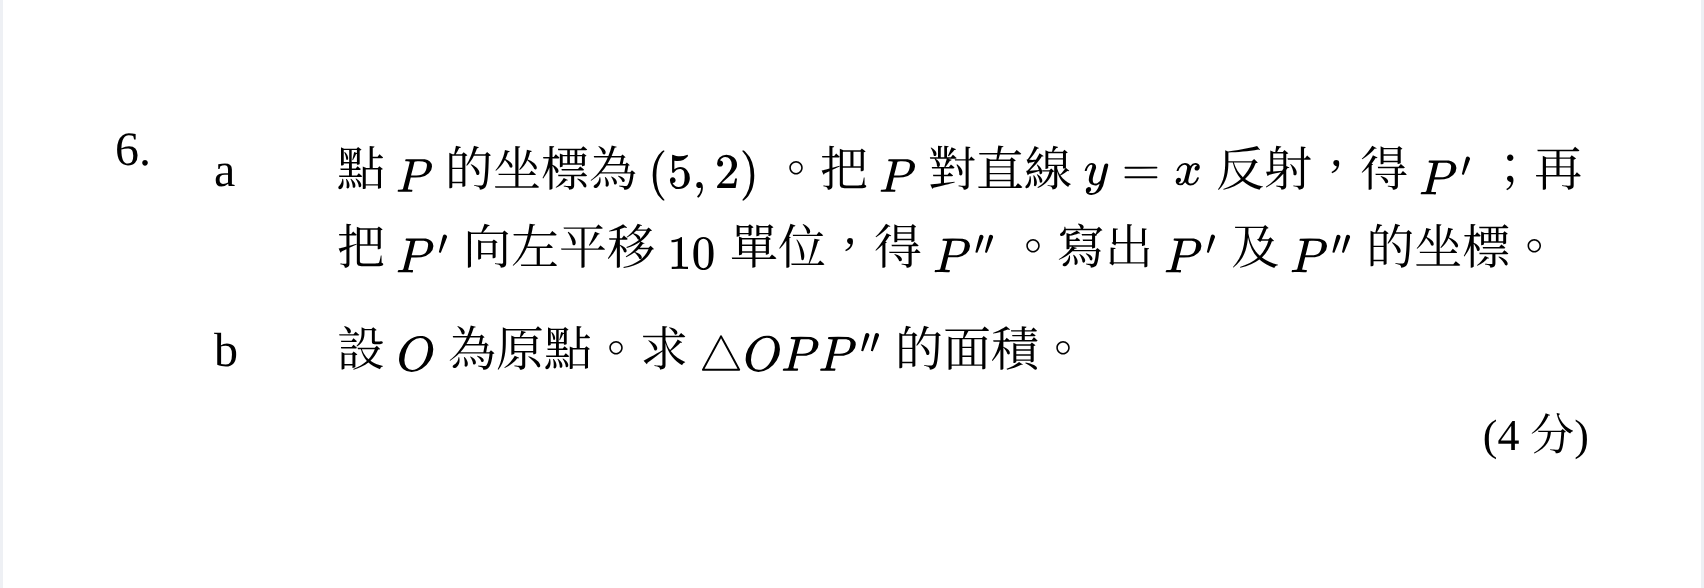 6. a 點 P 的坐標為 (5, 2) 。把 P 對直線 y = x 反射，得 P′ ；再
把 P′ 向左平移 10 單位，得 P′′ 。寫出 P′ 及 P′′ 的坐標。
b 設 O 為原點。求 △OPP′′ 的面積。
(4 分)